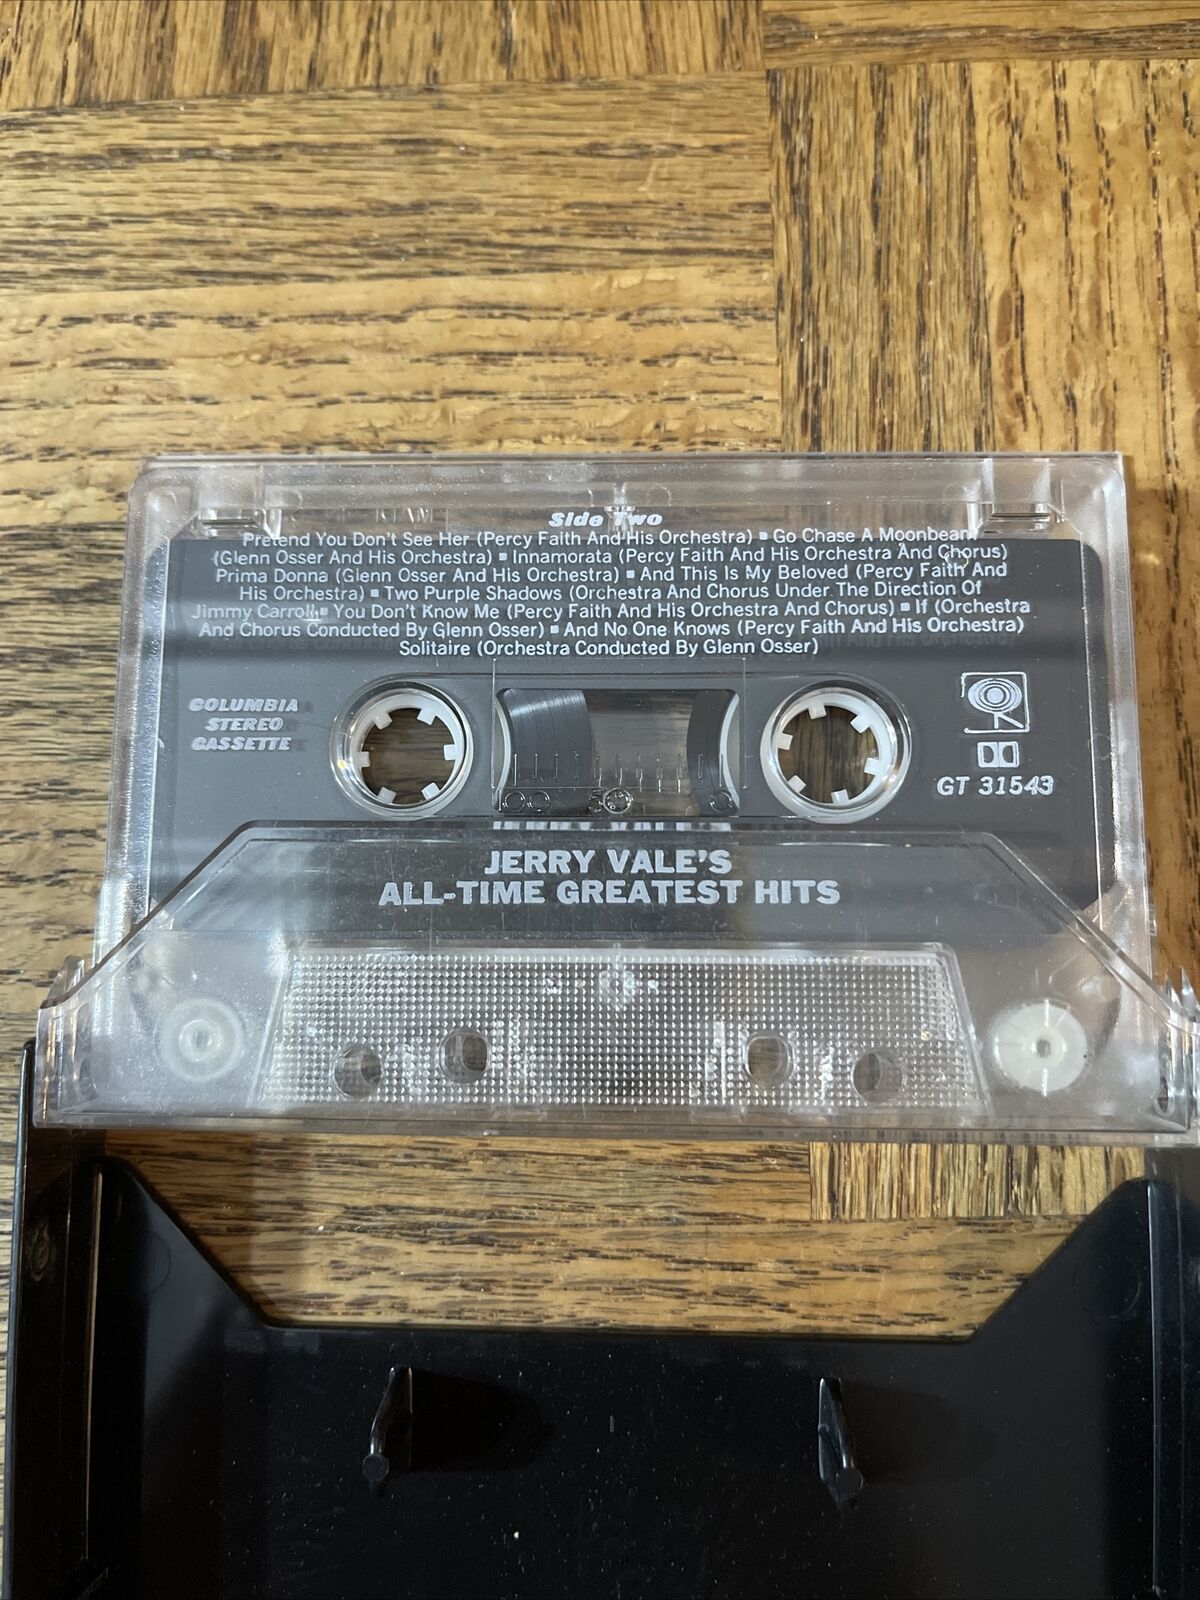 Side Two
Pretend You Don't See Her (Percy Faith And His Orchestra) ▪ Go Chase A Moonbeam
(Glenn Osser And His Orchestra) ▪ Innamorata (Percy Faith And His Orchestra And Chorus)
Prima Donna (Glenn Osser And His Orchestra) ▪ And This Is My Beloved (Percy Faith And
His Orchestra) ▪ Two Purple Shadows (Orchestra And Chorus Under The Direction Of
Jimmy Carroll) ▪ You Don't Know Me (Percy Faith And His Orchestra And Chorus) ▪ If (Orchestra
And Chorus Conducted By Glenn Osser) ▪ And No One Knows (Percy Faith And His Orchestra)
Solitaire (Orchestra Conducted By Glenn Osser)
COLUMBIA
STEREO
CASSETTE
GT 31543
100 50 0
JERRY VALE'S
ALL-TIME GREATEST HITS